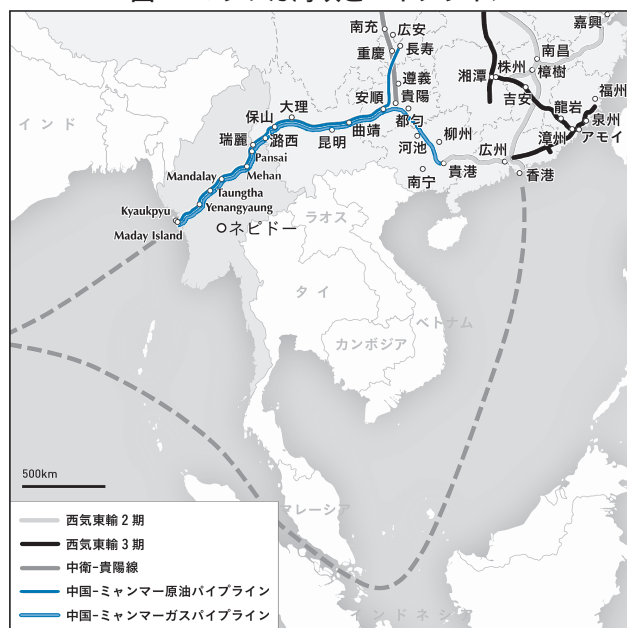 嘉興
南充
広安
重慶
長寿
南昌
株州
樟樹
湘潭
遵義
貴陽
吉安
福州
安順
龍岩
泉州
アモイ
大理
保山
曲靖
都匀
柳州
漳州
インド
瑞麗
潞西
昆明
河池
広州
Pansai
貴港
香港
Mandalay
Mehan
南宁
Taungtha
Yenangyaung
Kyaukpyu
Maday Island
ネピドー
ラオス
タイ
ベトナム
カンボジア
500km
マレーシア
西気東輸2期
西気東輸3期
中衛-貴陽線
中国-ミャンマー原油パイプライン
中国-ミャンマーガスパイプライン
インドネシア